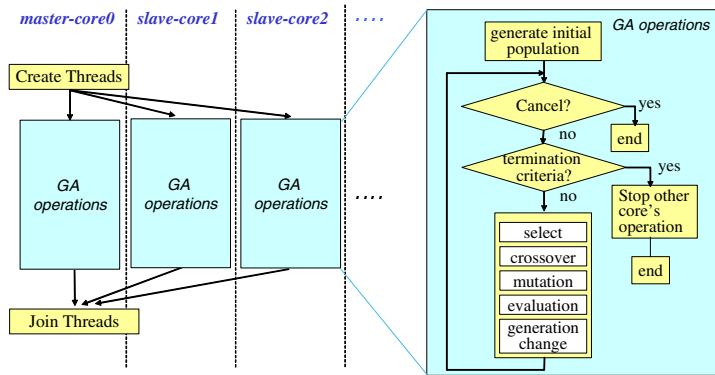 master-core0 slave-core1 slave-core2 ....
Create Threads
GA
operations
GA
operations
GA
operations
....
Join Threads
GA operations
generate initial
population
Cancel?
yes
end
no
termination
criteria?
yes
Stop other
core's
operation
end
no
select
crossover
mutation
evaluation
generation
change